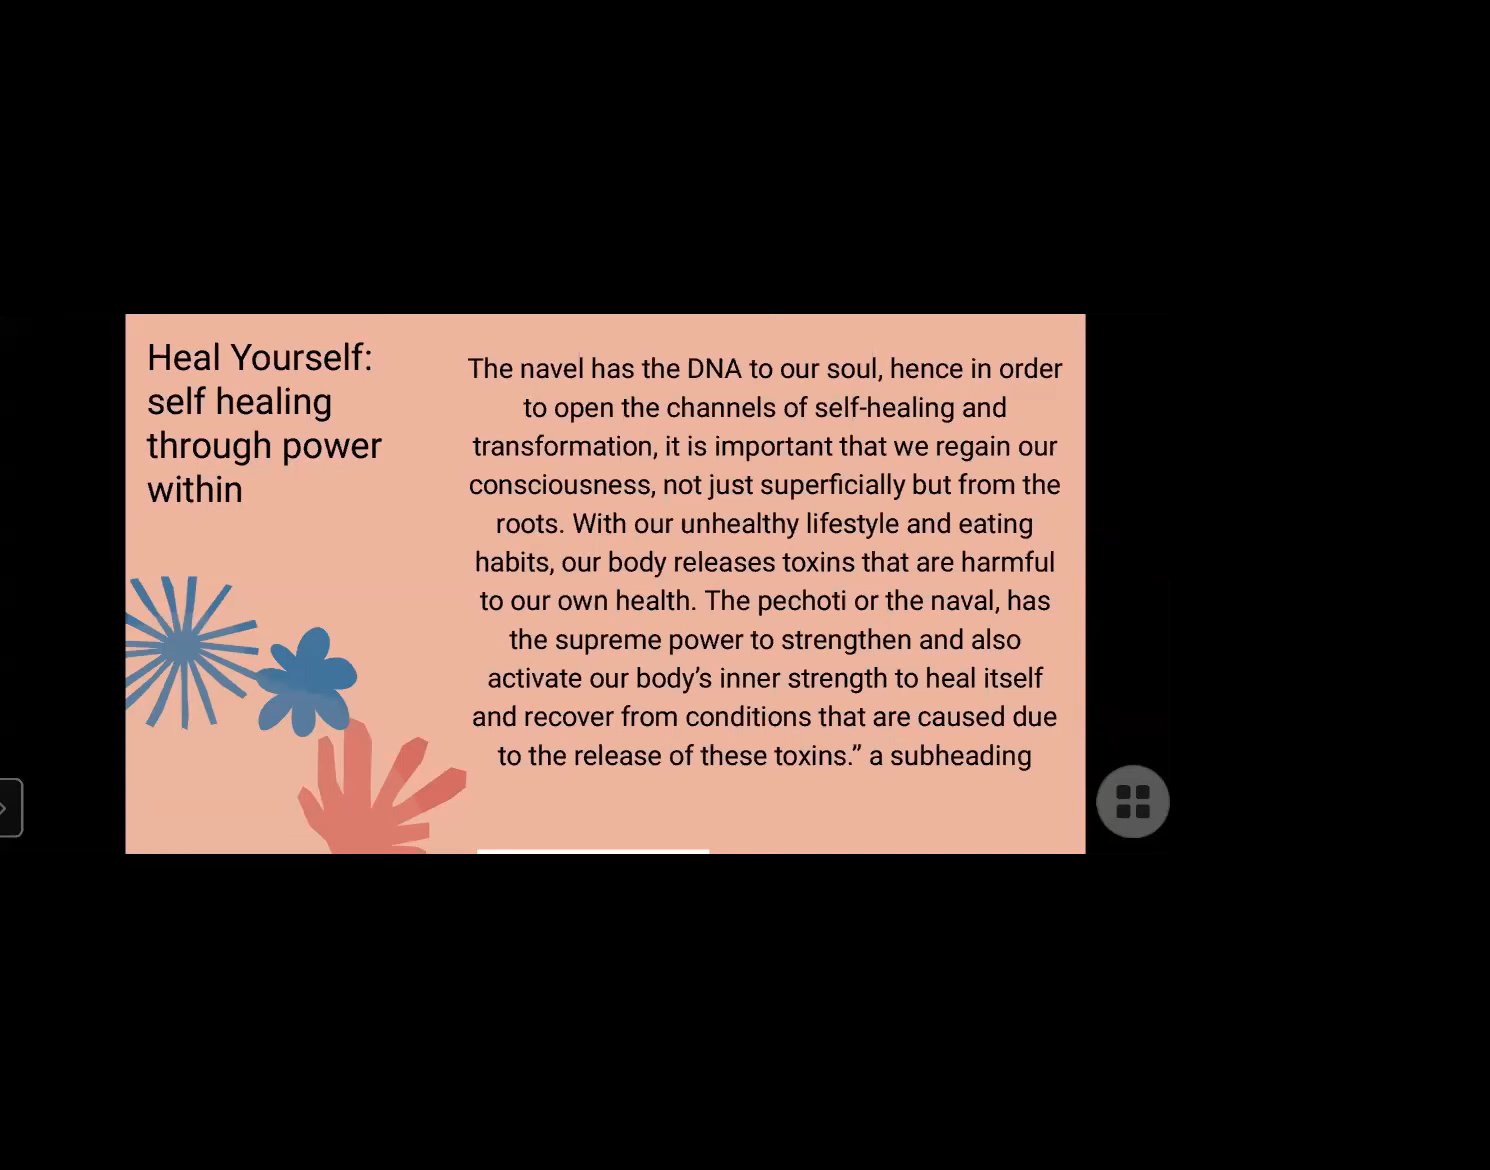 Heal Yourself:
self healing
through power
within
The navel has the DNA to our soul, hence in order
to open the channels of self-healing and
transformation, it is important that we regain our
consciousness, not just superficially but from the
roots. With our unhealthy lifestyle and eating
habits, our body releases toxins that are harmful
to our own health. The pechoti or the naval, has
the supreme power to strengthen and also
activate our body’s inner strength to heal itself
and recover from conditions that are caused due
to the release of these toxins.” a subheading